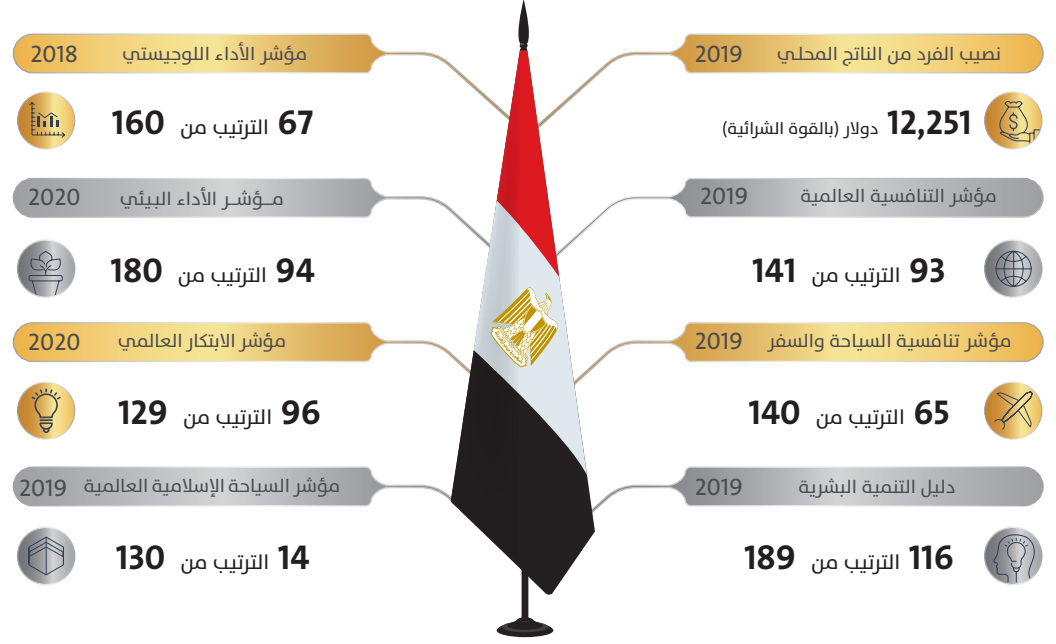 نصيب الفرد من الناتج المحلي 2019
12,251 دولار (بالقوة الشرائية)
مؤشر التنافسية العالمية 2019
93 الترتيب من 141
مؤشر تنافسية السياحة والسفر 2019
65 الترتيب من 140
دليل التنمية البشرية 2019
116 الترتيب من 189
مؤشر الأداء اللوجيستي 2018
67 الترتيب من 160
مــؤشــر الأداء البيئي 2020
94 الترتيب من 180
مؤشر الابتكار العالمي 2020
96 الترتيب من 129
مؤشر السياحة الإسلامية العالمية 2019
14 الترتيب من 130